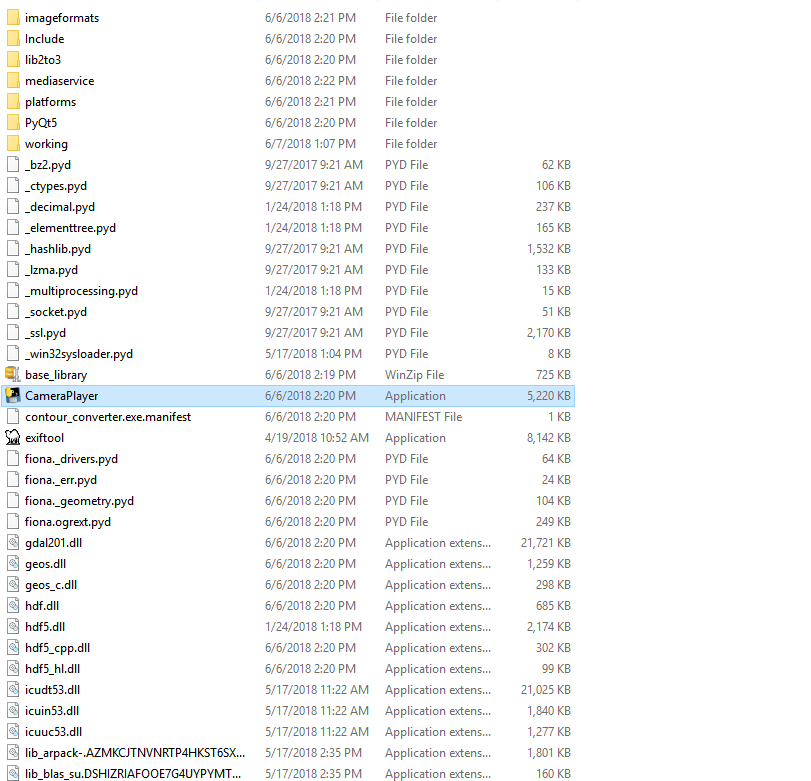 imageformats 6/6/2018 2:21 PM File folder
Include 6/6/2018 2:20 PM File folder
lib2to3 6/6/2018 2:20 PM File folder
mediaservice 6/6/2018 2:22 PM File folder
platforms 6/6/2018 2:21 PM File folder
PyQt5 6/6/2018 2:20 PM File folder
working 6/7/2018 1:07 PM File folder
_bz2.pyd 9/27/2017 9:21 AM PYD File 62 KB
_ctypes.pyd 9/27/2017 9:21 AM PYD File 106 KB
_decimal.pyd 1/24/2018 1:18 PM PYD File 237 KB
_elementtree.pyd 1/24/2018 1:18 PM PYD File 165 KB
_hashlib.pyd 9/27/2017 9:21 AM PYD File 1,532 KB
_lzma.pyd 9/27/2017 9:21 AM PYD File 133 KB
_multiprocessing.pyd 1/24/2018 1:18 PM PYD File 15 KB
_socket.pyd 9/27/2017 9:21 AM PYD File 51 KB
_ssl.pyd 9/27/2017 9:21 AM PYD File 2,170 KB
_win32sysloader.pyd 5/17/2018 1:04 PM PYD File 8 KB
base_library 6/6/2018 2:19 PM WinZip File 725 KB
CameraPlayer 6/6/2018 2:20 PM Application 5,220 KB
contour_converter.exe.manifest 6/6/2018 2:20 PM MANIFEST File 1 KB
exiftool 4/19/2018 10:52 AM Application 8,142 KB
fiona._drivers.pyd 6/6/2018 2:20 PM PYD File 64 KB
fiona._err.pyd 6/6/2018 2:20 PM PYD File 24 KB
fiona._geometry.pyd 6/6/2018 2:20 PM PYD File 104 KB
fiona.ogrext.pyd 6/6/2018 2:20 PM PYD File 249 KB
gdal201.dll 6/6/2018 2:20 PM Application extens... 21,721 KB
geos.dll 6/6/2018 2:20 PM Application extens... 1,259 KB
geos_c.dll 6/6/2018 2:20 PM Application extens... 298 KB
hdf.dll 6/6/2018 2:20 PM Application extens... 685 KB
hdf5.dll 1/24/2018 1:18 PM Application extens... 2,174 KB
hdf5_cpp.dll 6/6/2018 2:20 PM Application extens... 302 KB
hdf5_hl.dll 6/6/2018 2:20 PM Application extens... 99 KB
icudt53.dll 5/17/2018 11:22 AM Application extens... 21,025 KB
icuin53.dll 5/17/2018 11:22 AM Application extens... 1,840 KB
icuuc53.dll 5/17/2018 11:22 AM Application extens... 1,277 KB
lib_arpack-.AZMKCJTNVNRTP4HKST6SX... 5/17/2018 2:35 PM Application extens... 1,801 KB
lib_blas_su.DSHIZRIAFOOE7G4UYPYMT... 5/17/2018 2:35 PM Application extens... 160 KB